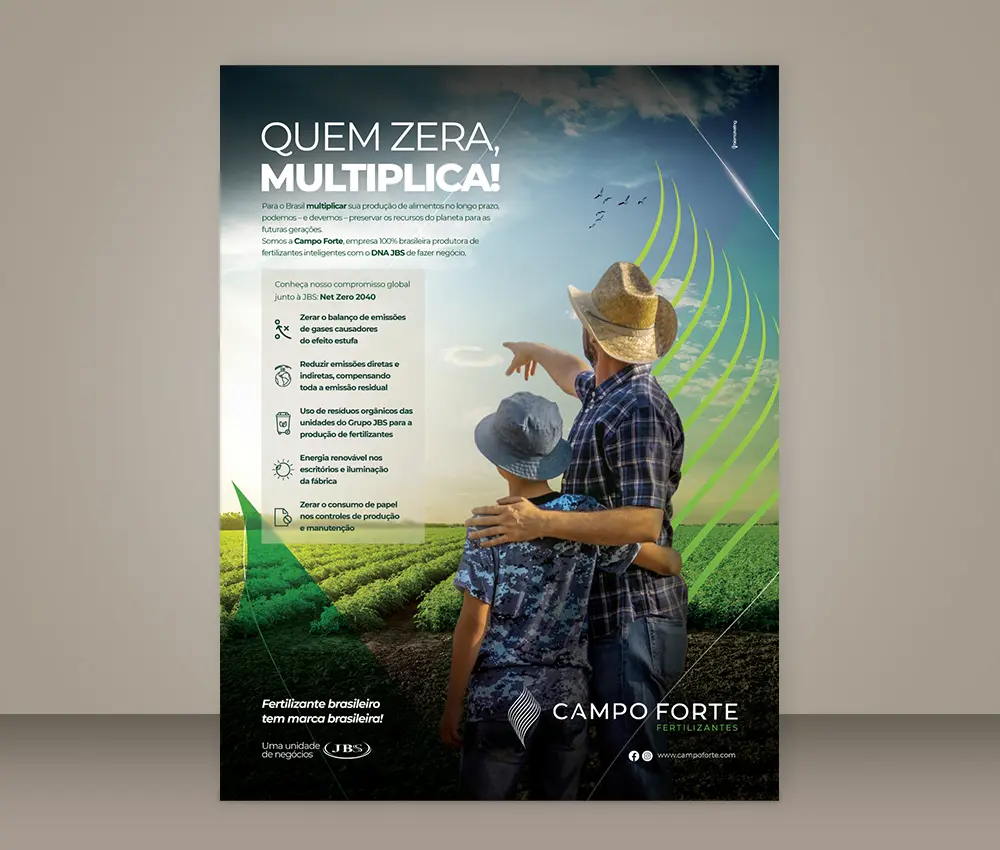 QUEM ZERA,
MULTIPLICA!
Para o Brasil multiplicar sua produção de alimentos no longo prazo,
podemos – e devemos – preservar os recursos do planeta para as
futuras gerações.
Somos a Campo Forte, empresa 100% brasileira produtora de
fertilizantes inteligentes com o DNA JBS de fazer negócio.
Conheça nosso compromisso global
junto à JBS: Net Zero 2040
Zerar o balanço de emissões
de gases causadores
do efeito estufa
Reduzir emissões diretas e
indiretas, compensando
toda a emissão residual
Uso de resíduos orgânicos das
unidades do Grupo JBS para a
produção de fertilizantes
Energia renovável nos
escritórios e iluminação
da fábrica
Zerar o consumo de papel
nos controles de produção
e manutenção
Fertilizante brasileiro
tem marca brasileira!
Uma unidade
de negócios
JBS
CAMPO FORTE
FERTILIZANTES
www.campoforte.com